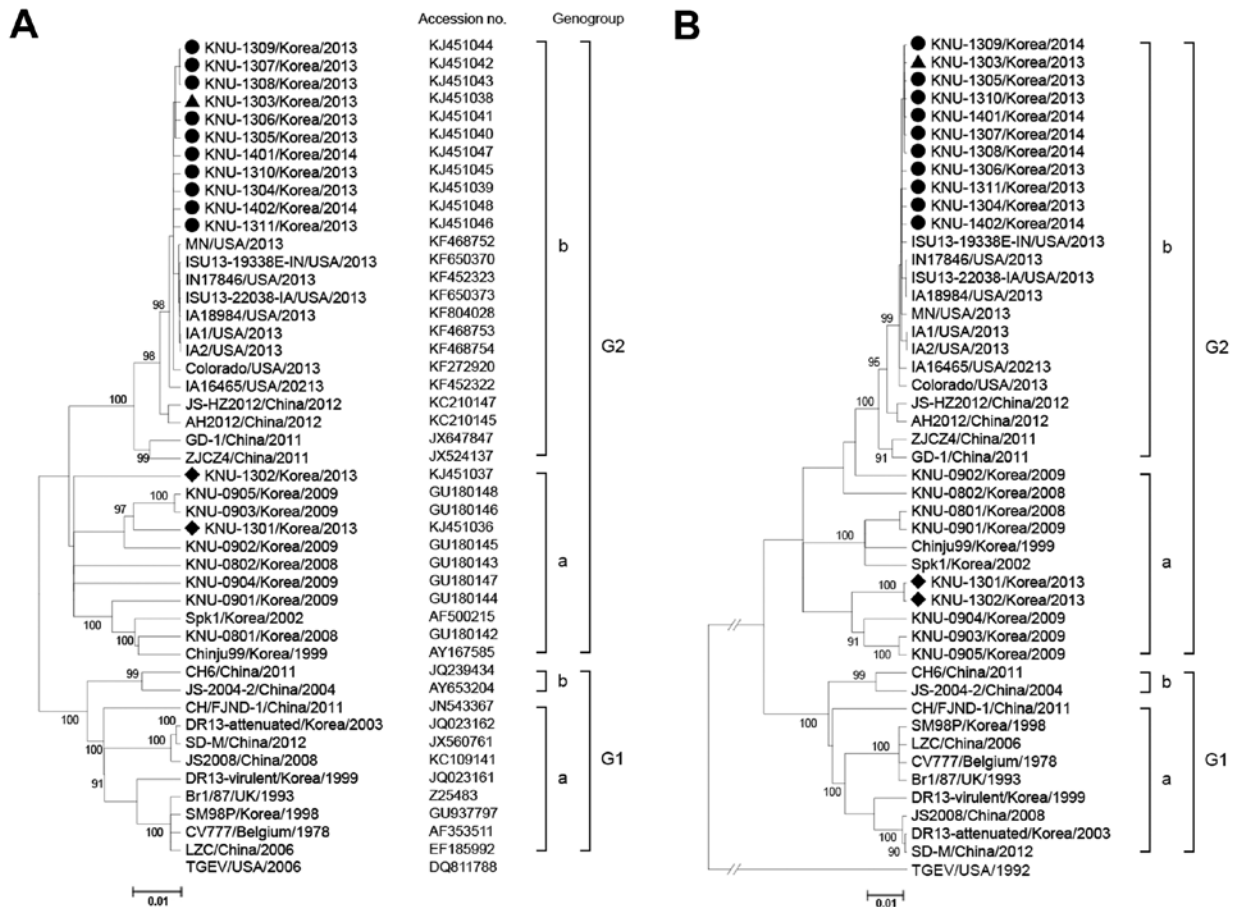 A
Accession no. Genogroup
KNU-1309/Korea/2013 KJ451044
KNU-1307/Korea/2013 KJ451042
KNU-1308/Korea/2013 KJ451043
KNU-1303/Korea/2013 KJ451038
KNU-1306/Korea/2013 KJ451041
KNU-1305/Korea/2013 KJ451040
KNU-1401/Korea/2014 KJ451047
KNU-1310/Korea/2013 KJ451045
KNU-1304/Korea/2013 KJ451039
KNU-1402/Korea/2014 KJ451048
KNU-1311/Korea/2013 KJ451046
MN/USA/2013 KF468752
b
ISU13-19338E-IN/USA/2013 KF650370
IN17846/USA/2013 KF452323
ISU13-22038-IA/USA/2013 KF650373
98
IA18984/USA/2013 KF804028
IA1/USA/2013 KF468753
G2
IA2/USA/2013 KF468754
98
Colorado/USA/2013 KF272920
IA16465/USA/20213 KF452322
100
JS-HZ2012/China/2012 KC210147
AH2012/China/2012 KC210145
GD-1/China/2011 JX647847
99
ZJCZ4/China/2011 JX524137
KNU-1302/Korea/2013 KJ451037
100
KNU-0905/Korea/2009 GU180148
97
KNU-0903/Korea/2009 GU180146
KNU-1301/Korea/2013 KJ451036
KNU-0902/Korea/2009 GU180145
KNU-0802/Korea/2008 GU180143
a
KNU-0904/Korea/2009 GU180147
KNU-0901/Korea/2009 GU180144
100
Spk1/Korea/2002 AF500215
100
KNU-0801/Korea/2008 GU180142
Chinju99/Korea/1999 AY167585
99
CH6/China/2011 JQ239434
b
JS-2004-2/China/2004 AY653204
100
CH/FJND-1/China/2011 JN543367
100
DR13-attenuated/Korea/2003 JQ023162
100
SD-M/China/2012 JX560761
G1
JS2008/China/2008 KC109141
a
91
DR13-virulent/Korea/1999 JQ023161
Br1/87/UK/1993 Z25483
SM98P/Korea/1998 GU937797
100
CV777/Belgium/1978 AF353511
LZC/China/2006 EF185992
TGEV/USA/2006 DQ811788
0.01
B
KNU-1309/Korea/2014
KNU-1303/Korea/2013
KNU-1305/Korea/2013
KNU-1310/Korea/2013
KNU-1401/Korea/2014
KNU-1307/Korea/2014
KNU-1308/Korea/2014
KNU-1306/Korea/2013
KNU-1311/Korea/2013
KNU-1304/Korea/2013
KNU-1402/Korea/2014
ISU13-19338E-IN/USA/2013
b
IN17846/USA/2013
ISU13-22038-IA/USA/2013
IA18984/USA/2013
99
MN/USA/2013
IA1/USA/2013
G2
IA2/USA/2013
95
IA16465/USA/20213
Colorado/USA/2013
100
JS-HZ2012/China/2012
AH2012/China/2012
ZJCZ4/China/2011
91
GD-1/China/2011
KNU-0902/Korea/2009
KNU-0802/Korea/2008
KNU-0801/Korea/2008
KNU-0901/Korea/2009
100
Chinju99/Korea/1999
a
Spk1/Korea/2002
100
KNU-1301/Korea/2013
KNU-1302/Korea/2013
KNU-0904/Korea/2009
91
KNU-0903/Korea/2009
100
KNU-0905/Korea/2009
99
CH6/China/2011
b
JS-2004-2/China/2004
100
CH/FJND-1/China/2011
SM98P/Korea/1998
100
LZC/China/2006
CV777/Belgium/1978
G1
a
Br1/87/UK/1993
100
DR13-virulent/Korea/1999
JS2008/China/2008
100
DR13-attenuated/Korea/2003
90
SD-M/China/2012
TGEV/USA/1992
0.01